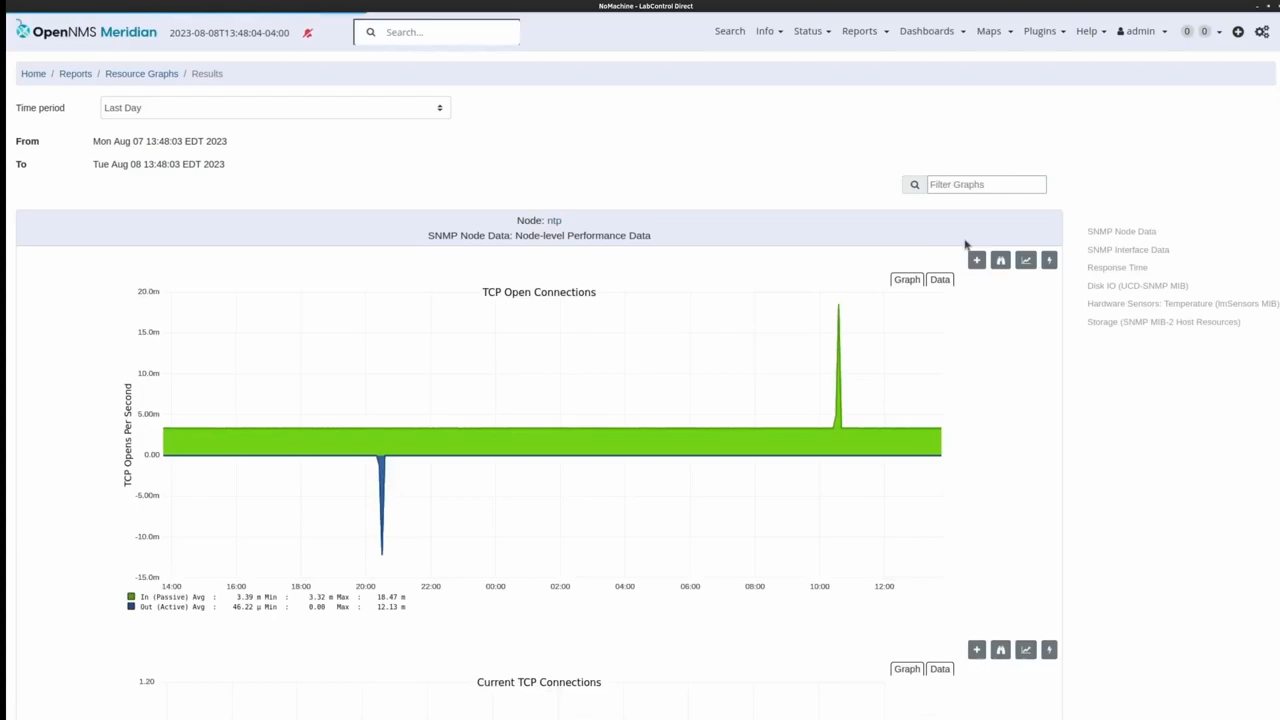 NoMachine - LabControl Direct
OpenNMS Meridian 2023-08-08T13:48:04-04:00 Search... Search Info Status Reports Dashboards Maps Plugins Help admin 0 0
Home / Reports / Resource Graphs / Results
Time period Last Day
From Mon Aug 07 13:48:03 EDT 2023
To Tue Aug 08 13:48:03 EDT 2023
Filter Graphs
Node: ntp
SNMP Node Data: Node-level Performance Data
SNMP Node Data
SNMP Interface Data
Response Time
Disk IO (UCD-SNMP MIB)
Hardware Sensors: Temperature (lmSensors MIB)
Storage (SNMP MIB-2 Host Resources)
Graph Data
TCP Open Connections
TCP Opens Per Second
20.0m
15.0m
10.0m
5.00m
0.00
-5.00m
-10.0m
-15.0m
14:00 16:00 18:00 20:00 22:00 00:00 02:00 04:00 06:00 08:00 10:00 12:00
In (Passive) Avg : 3.39 m Min : 3.32 m Max : 18.47 m
Out (Active) Avg : 46.22 µ Min : 0.00 Max : 12.13 m
Graph Data
Current TCP Connections
1.20